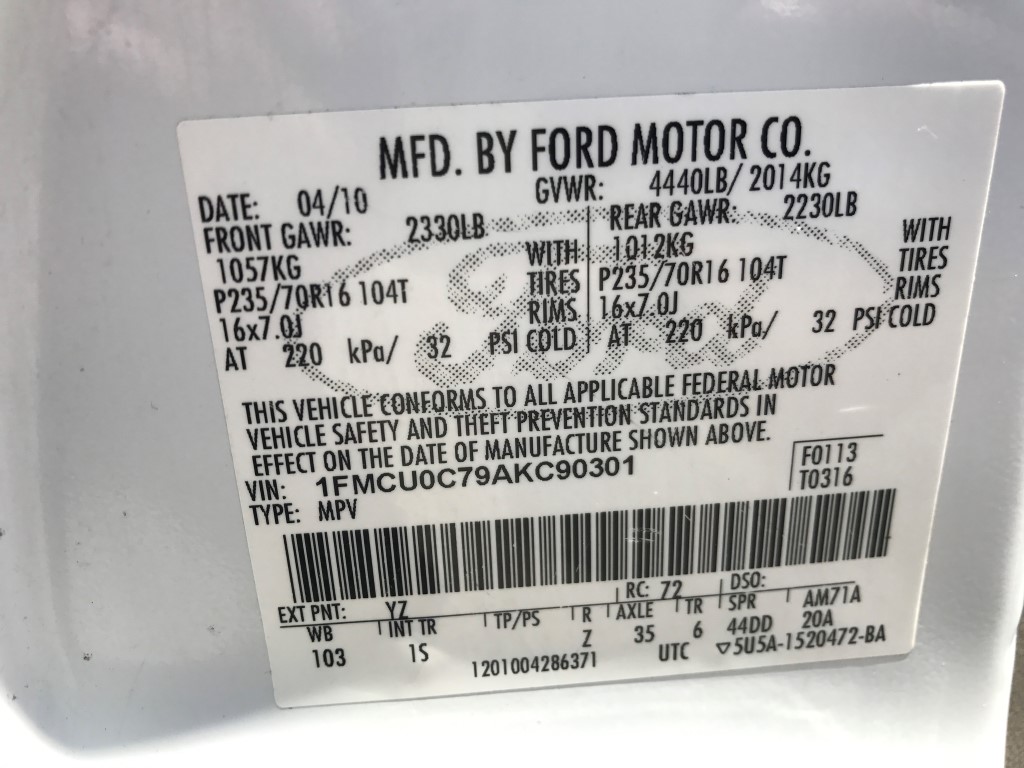 MFD. BY FORD MOTOR CO.
DATE: 04/10 GVWR: 4440LB/ 2014KG
FRONT GAWR: 2330LB REAR GAWR: 2230LB
1057KG WITH 1012KG WITH
P235/70R16 104T TIRES P235/70R16 104T TIRES
16x7.0J RIMS 16x7.0J RIMS
AT 220 kPa/ 32 PSI COLD AT 220 kPa/ 32 PSI COLD
Ford
THIS VEHICLE CONFORMS TO ALL APPLICABLE FEDERAL MOTOR
VEHICLE SAFETY AND THEFT PREVENTION STANDARDS IN
EFFECT ON THE DATE OF MANUFACTURE SHOWN ABOVE.
VIN: 1FMCU0C79AKC90301 F0113
TYPE: MPV T0316
EXT PNT: YZ RC: 72 DSO:
WB INT TR TP/PS R AXLE TR SPR AM71A
103 1S Z 35 6 44DD 20A
1201004286371 UTC ▽5U5A-1520472-BA